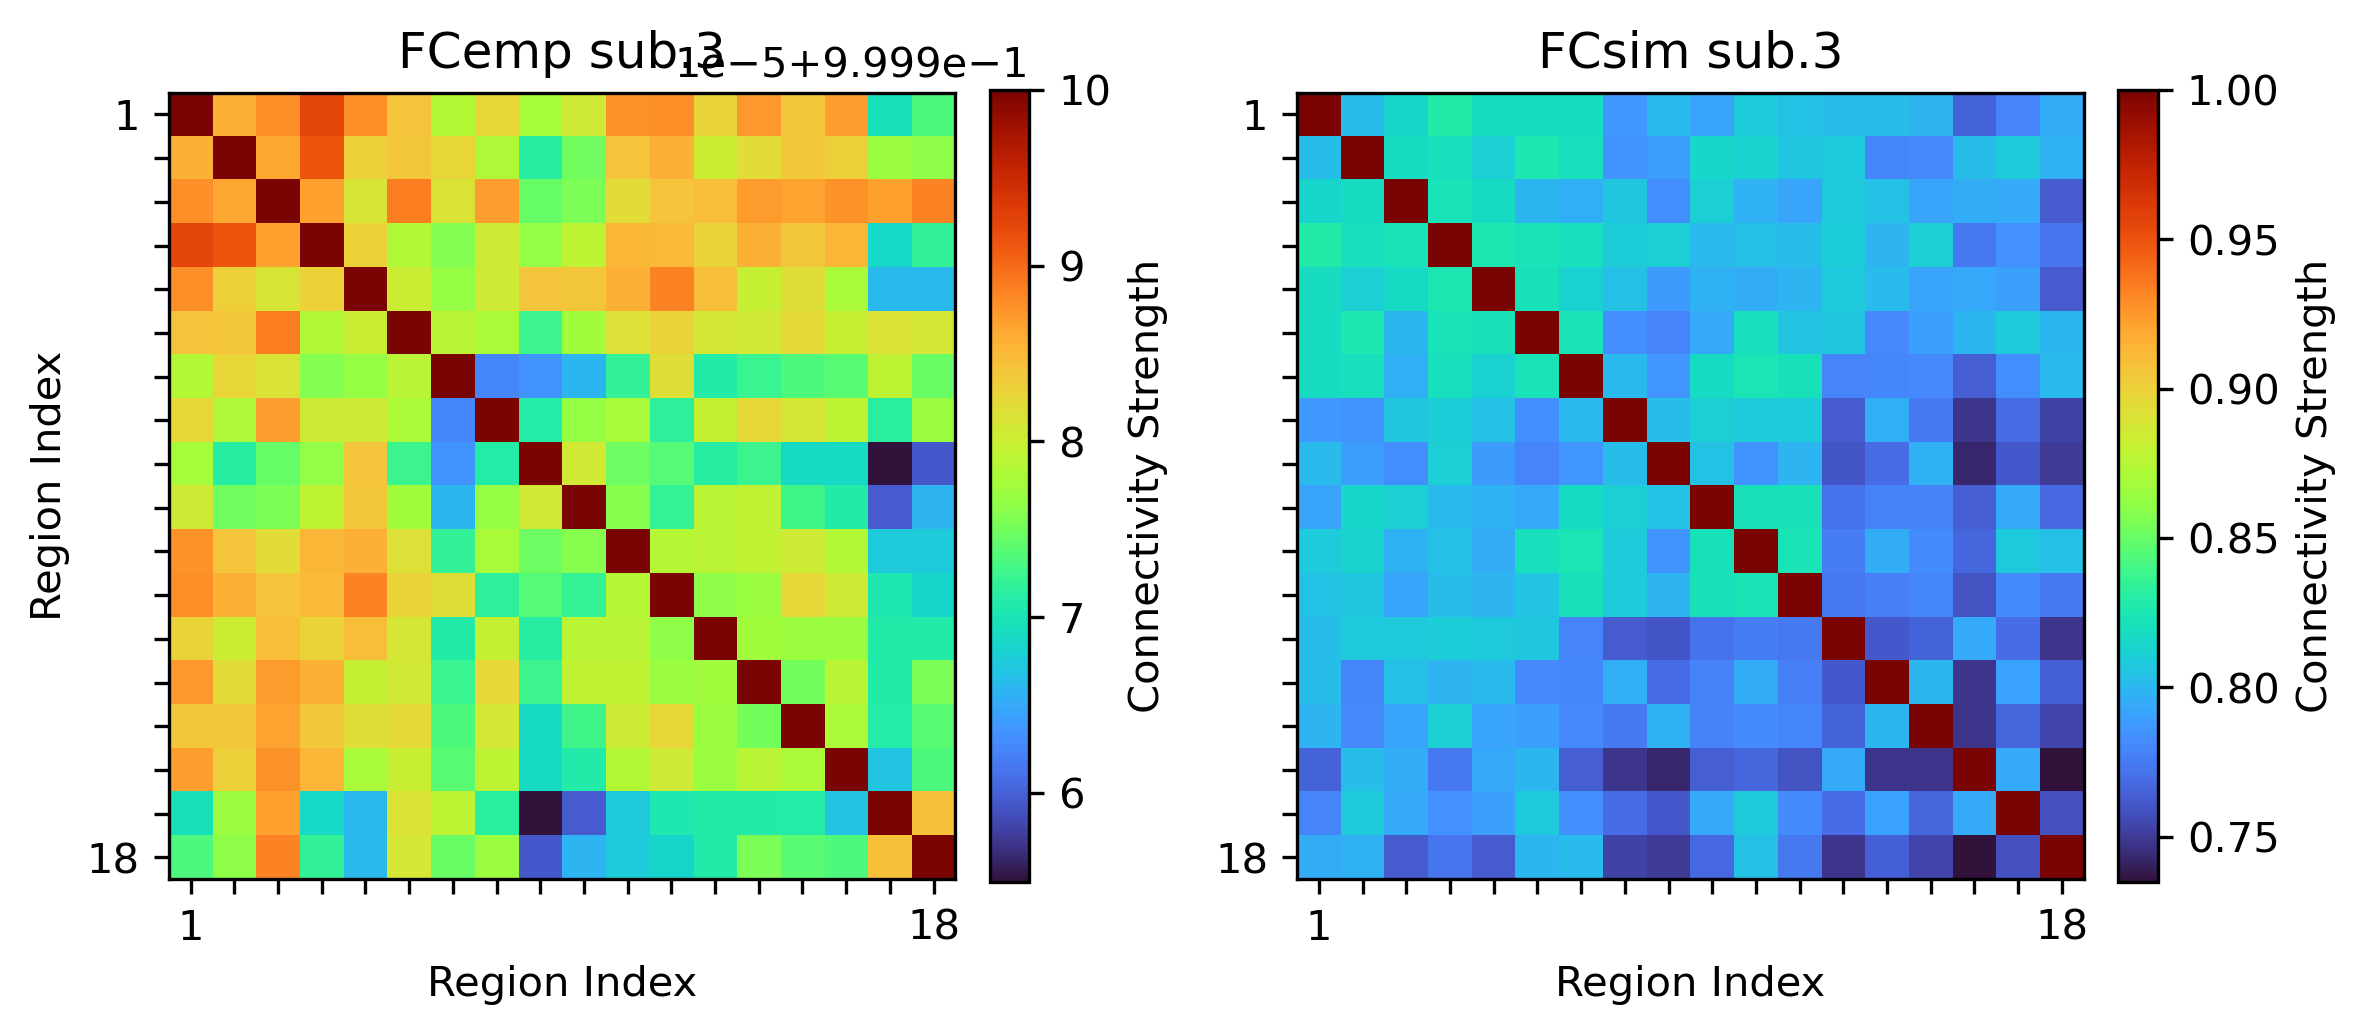 FCemp sub.3
1e−5+9.999e−1
1
18
1
18
Region Index
Region Index
10
9
8
7
6
Connectivity Strength
FCsim sub.3
1
18
1
18
Region Index
1.00
0.95
0.90
0.85
0.80
0.75
Connectivity Strength